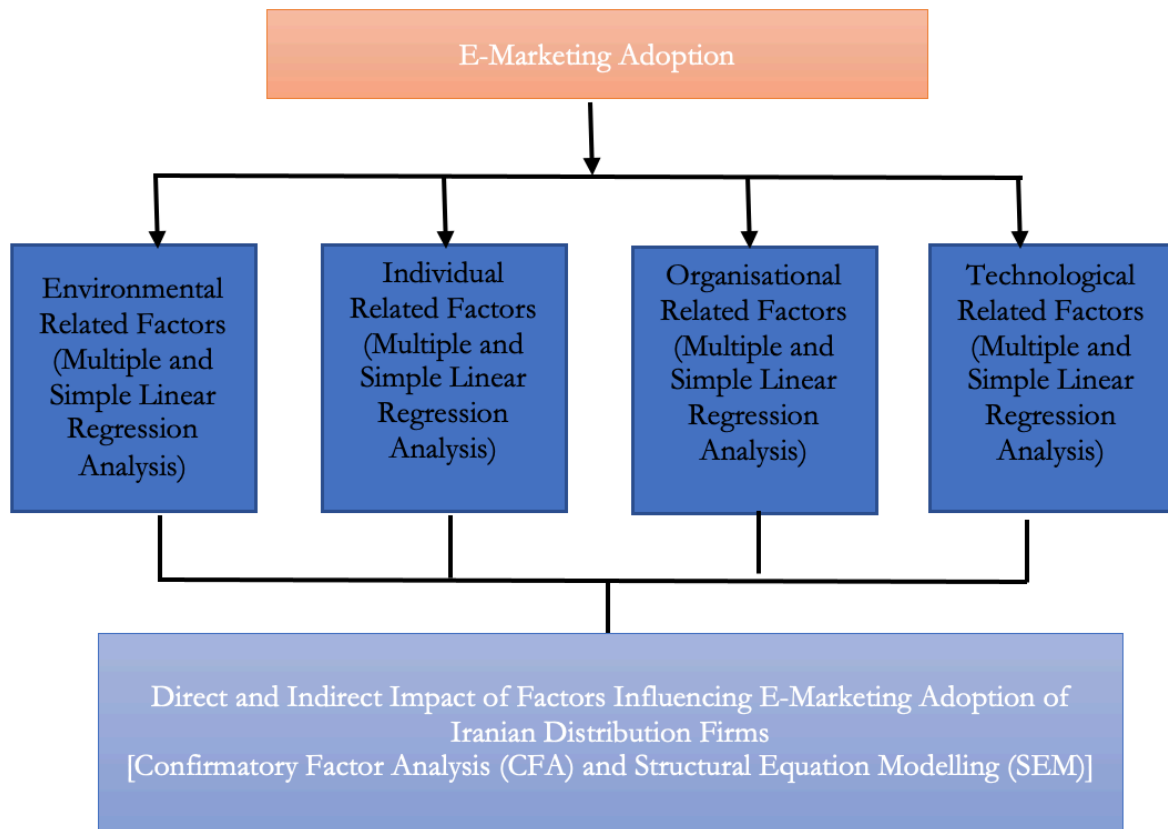 E-Marketing Adoption
Environmental
Related Factors
(Multiple and
Simple Linear
Regression
Analysis)
Individual
Related Factors
(Multiple and
Simple Linear
Regression
Analysis)
Organisational
Related Factors
(Multiple and
Simple Linear
Regression
Analysis)
Technological
Related Factors
(Multiple and
Simple Linear
Regression
Analysis)
Direct and Indirect Impact of Factors Influencing E-Marketing Adoption of
Iranian Distribution Firms
[Confirmatory Factor Analysis (CFA) and Structural Equation Modelling (SEM)]